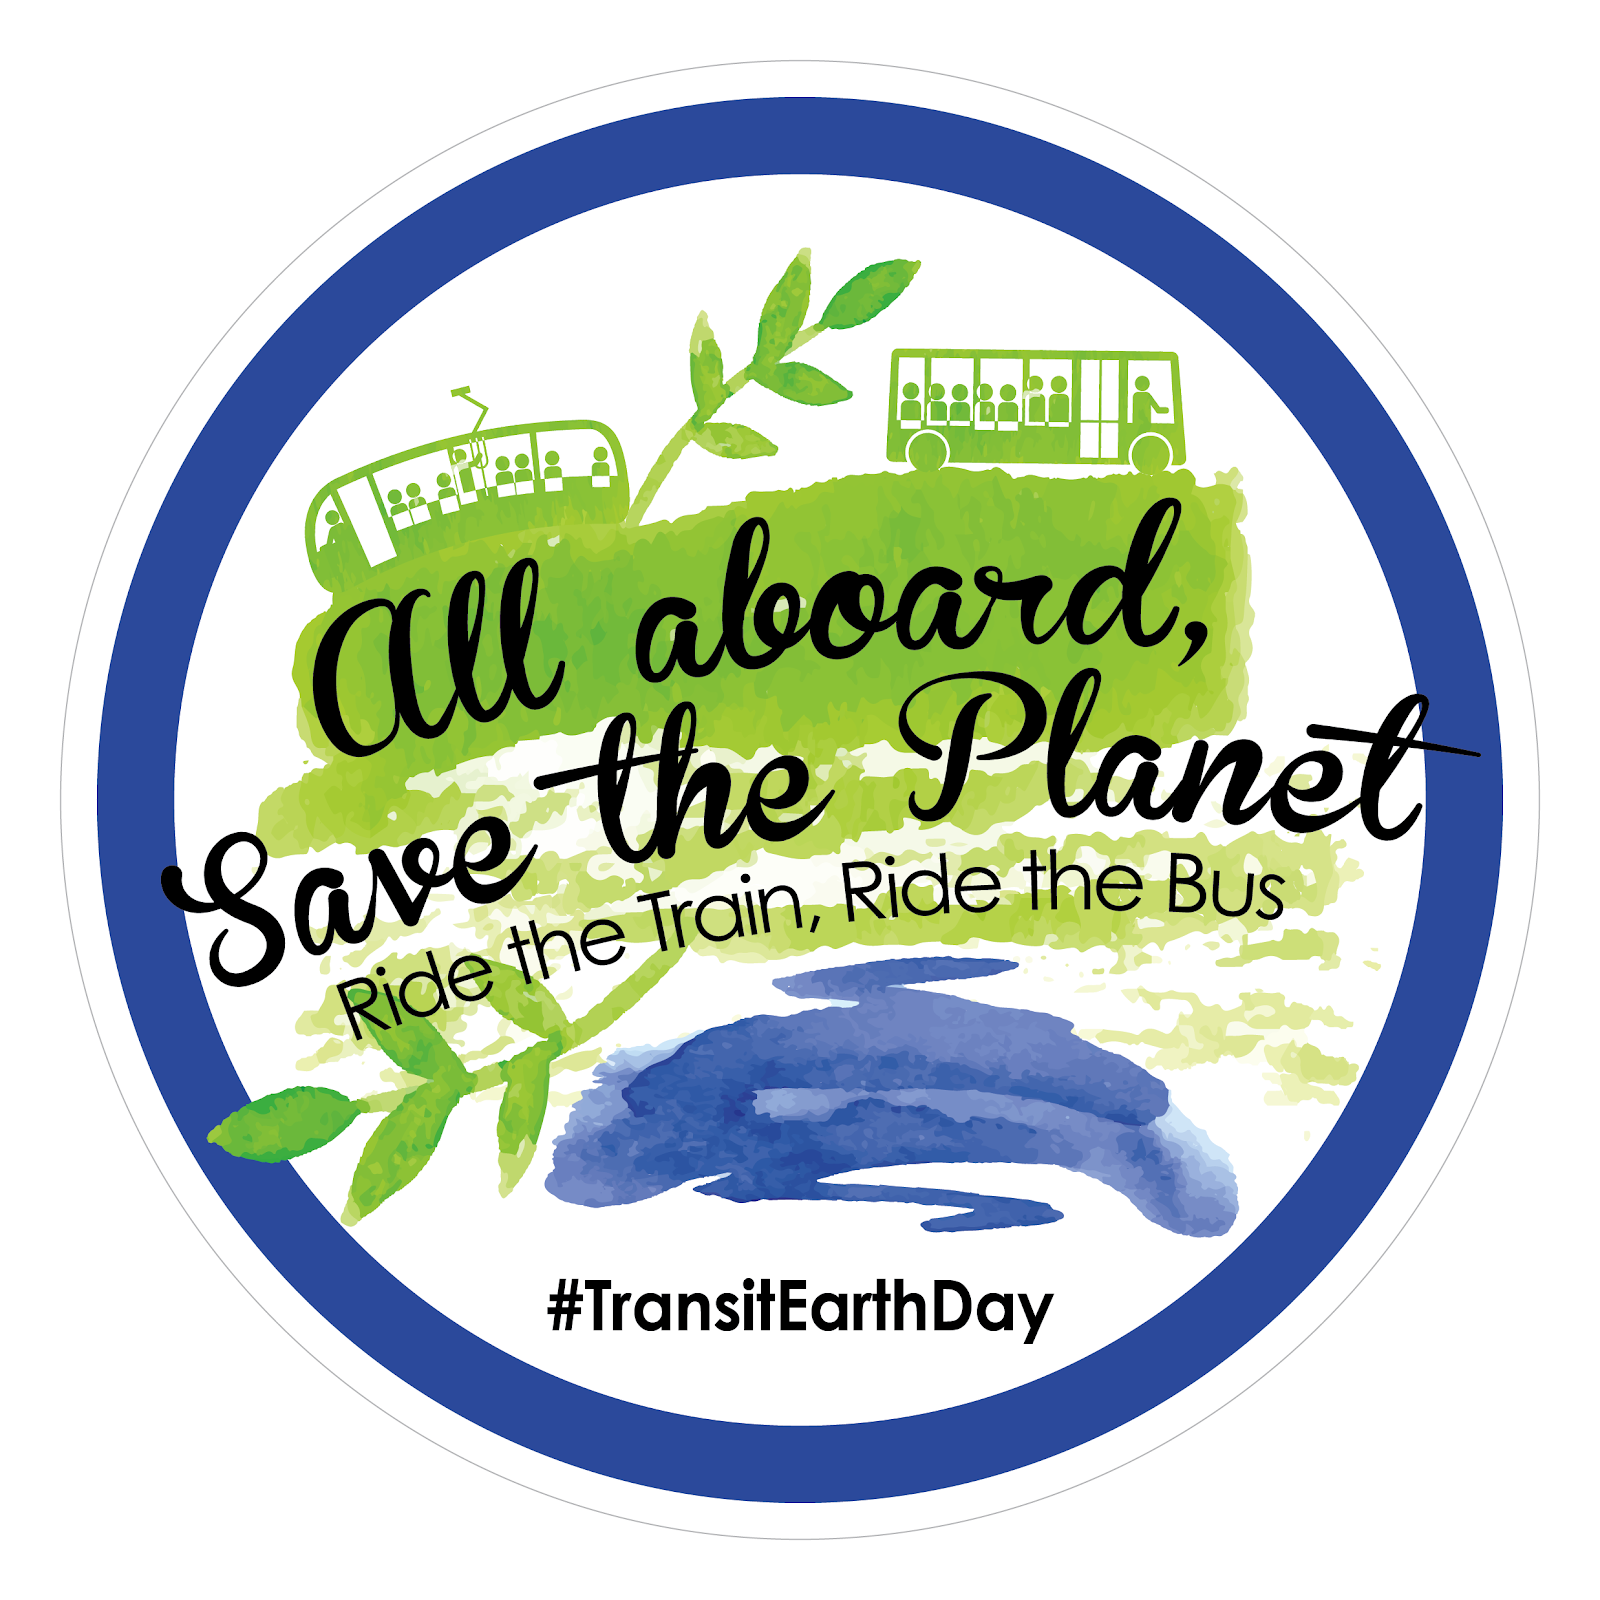 All aboard,
Save the Planet
Ride the Train, Ride the Bus
#TransitEarthDay